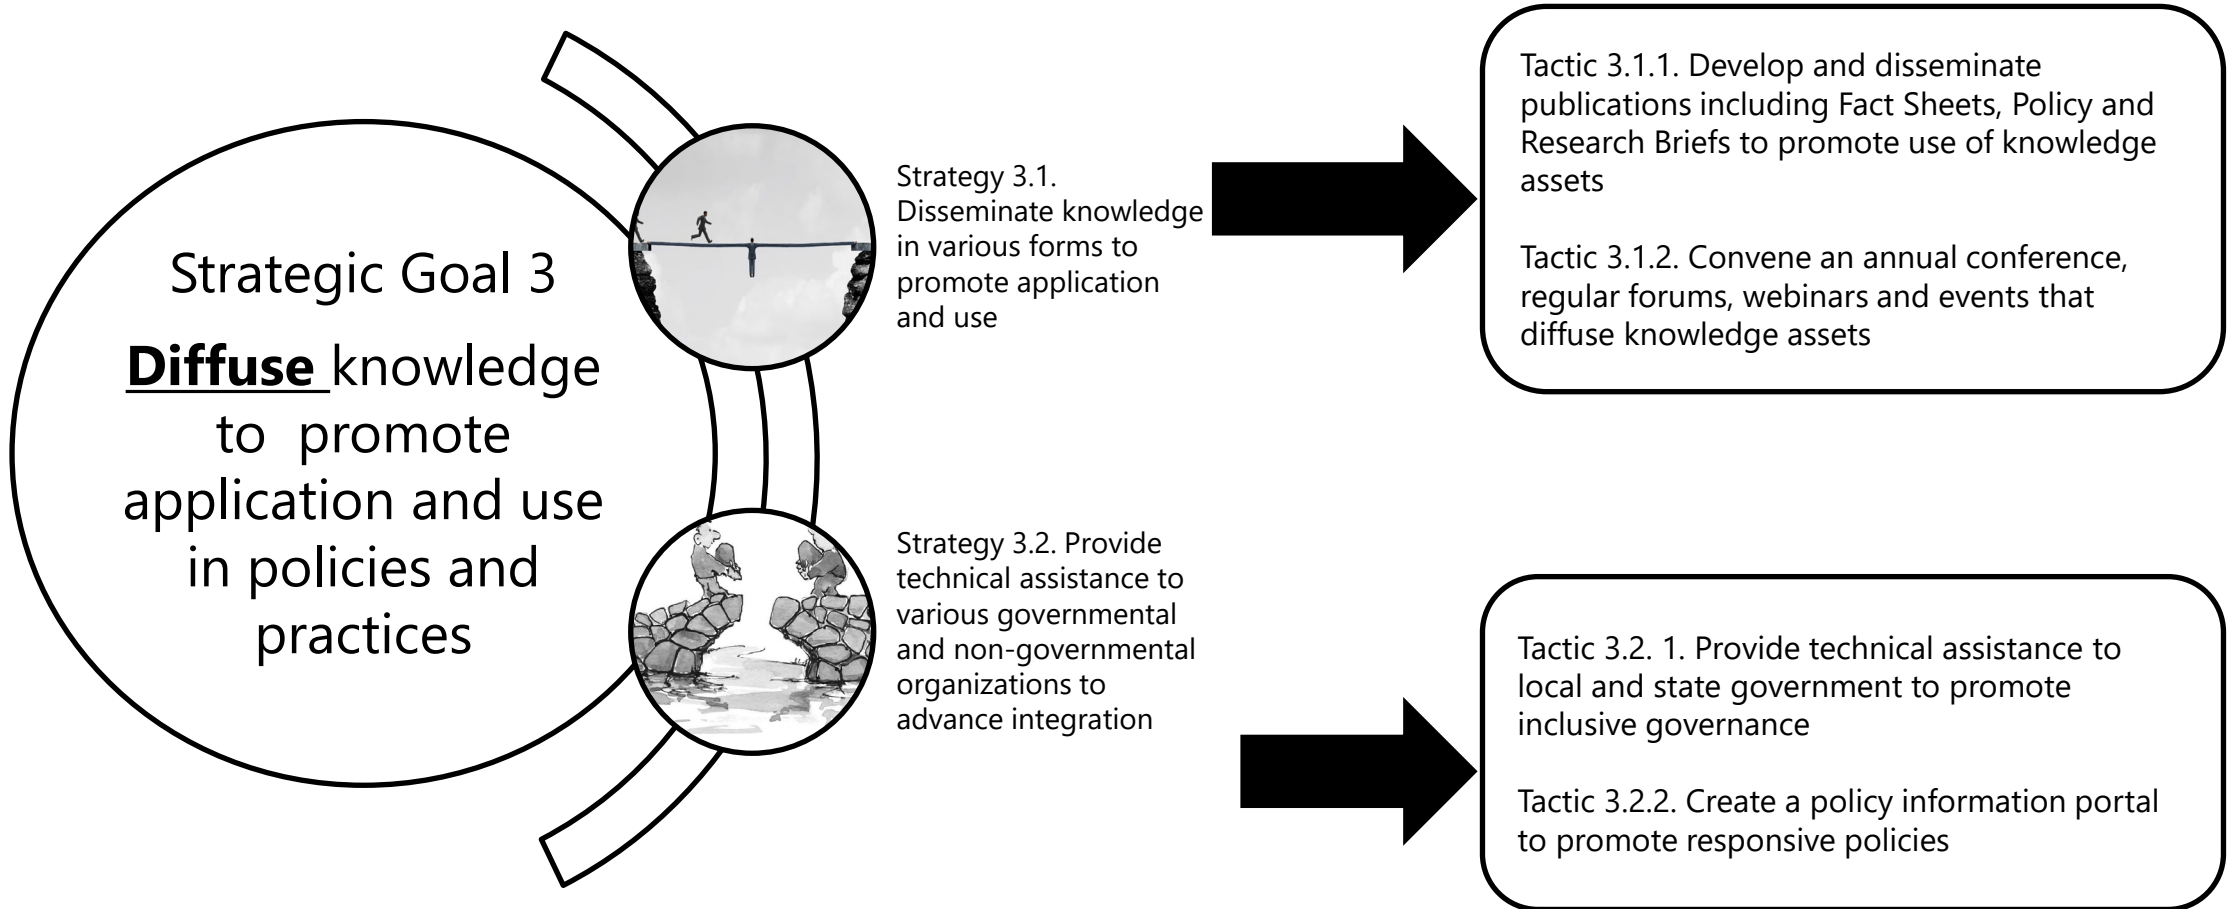 Strategic Goal 3
Diffuse knowledge
to  promote
application and use
in policies and
practices
Strategy 3.1.
Disseminate knowledge
in various forms to
promote application
and use
Tactic 3.1.1. Develop and disseminate
publications including Fact Sheets, Policy and
Research Briefs to promote use of knowledge
assets
Tactic 3.1.2. Convene an annual conference,
regular forums, webinars and events that
diffuse knowledge assets
Strategy 3.2. Provide
technical assistance to
various governmental
and non-governmental
organizations to
advance integration
Tactic 3.2. 1. Provide technical assistance to
local and state government to promote
inclusive governance
Tactic 3.2.2. Create a policy information portal
to promote responsive policies